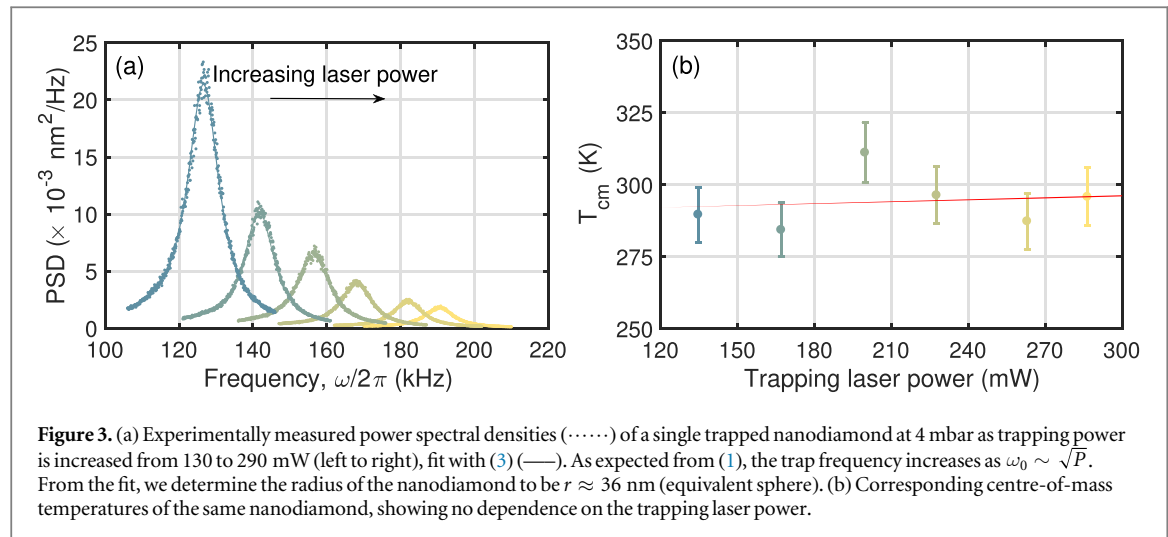 (a)
Increasing laser power
25
20
15
10
5
0
PSD (× 10⁻³ nm²/Hz)
100 120 140 160 180 200 220
Frequency, ω/2π (kHz)
(b)
350
325
300
275
250
T_cm (K)
120 150 180 210 240 270 300
Trapping laser power (mW)
Figure 3. (a) Experimentally measured power spectral densities (······) of a single trapped nanodiamond at 4 mbar as trapping power
is increased from 130 to 290 mW (left to right), fit with (3) (—). As expected from (1), the trap frequency increases as ω₀ ∼ √P.
From the fit, we determine the radius of the nanodiamond to be r ≈ 36 nm (equivalent sphere). (b) Corresponding centre-of-mass
temperatures of the same nanodiamond, showing no dependence on the trapping laser power.